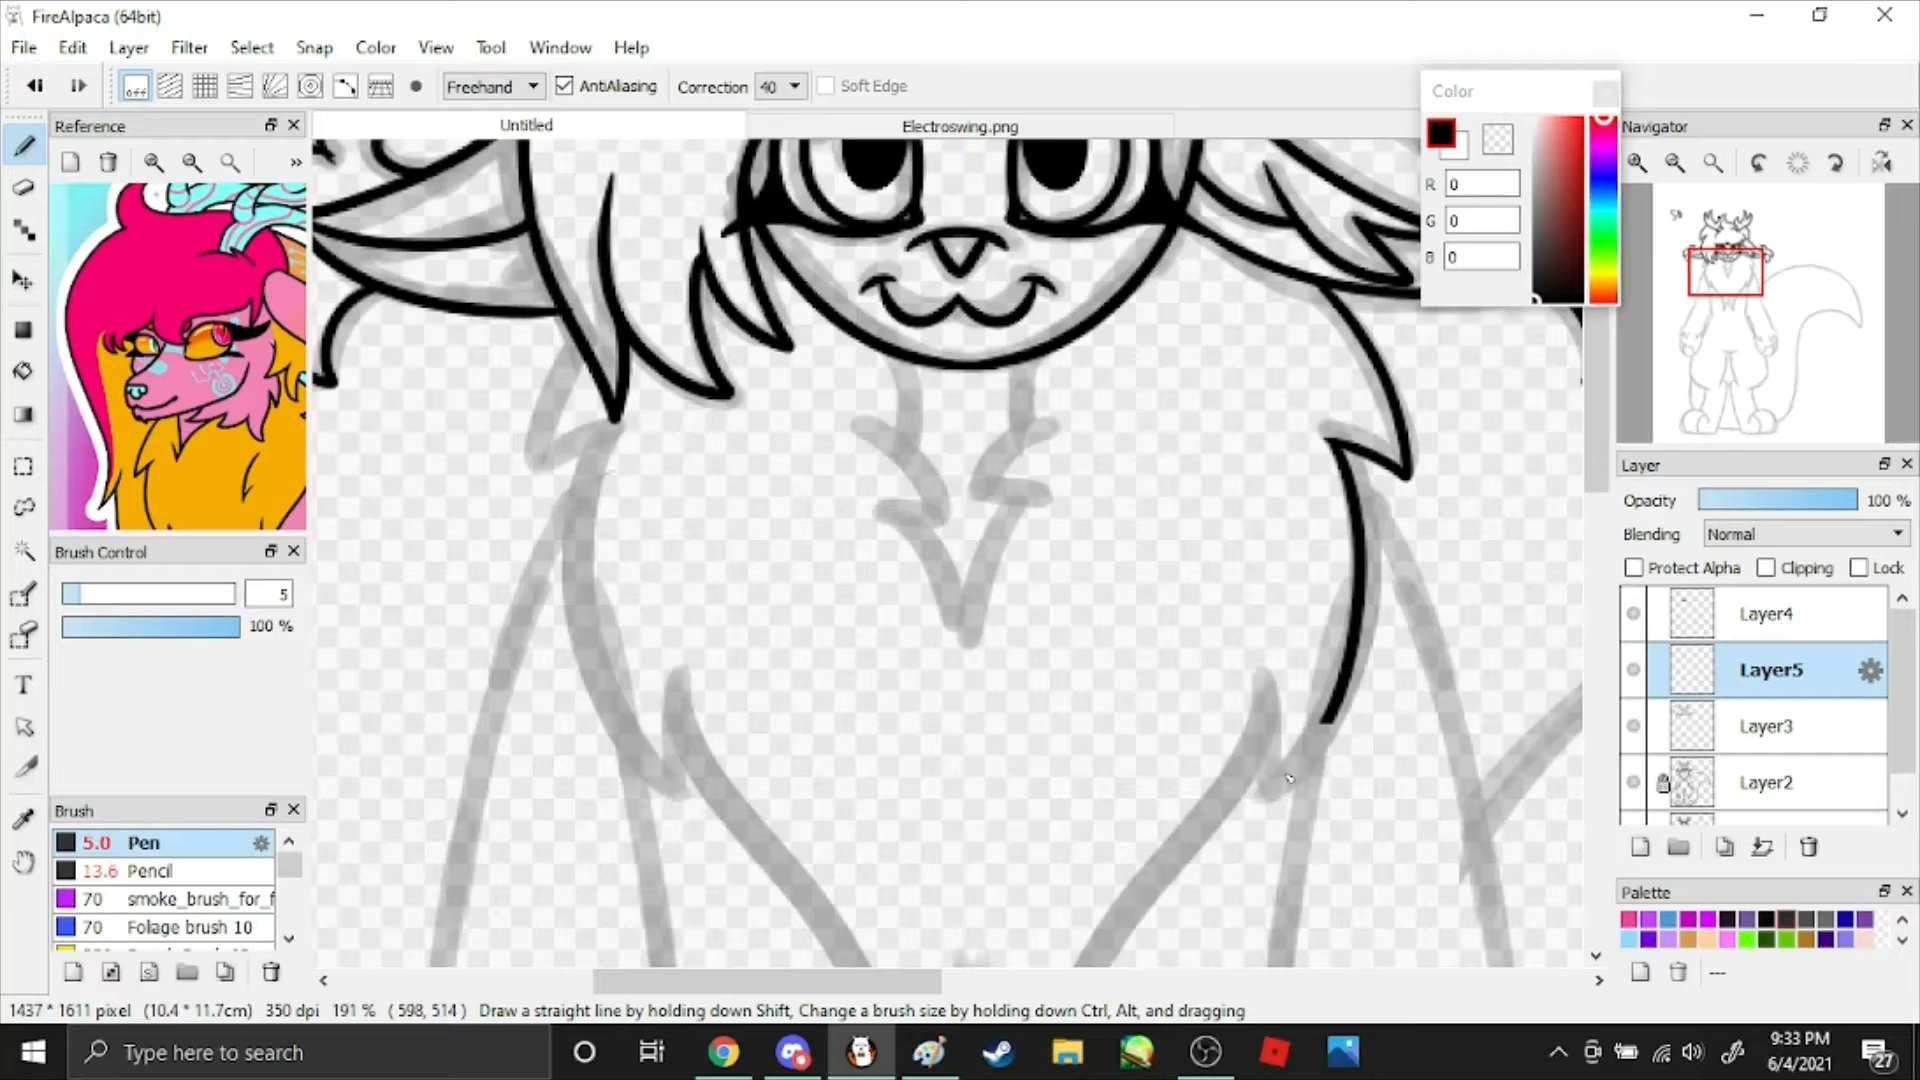 FireAlpaca (64bit)
File Edit Layer Filter Select Snap Color View Tool Window Help
off Freehand AntiAliasing Correction 40 Soft Edge
Color
Reference
Untitled
Electroswing.png
Navigator
R 0
G 0
B 0
Layer
Opacity 100 %
Blending Normal
Protect Alpha Clipping Lock
Layer4
Layer5
Layer3
Layer2
Brush Control
5
100 %
Brush
5.0 Pen
13.6 Pencil
70 smoke_brush_for_f
70 Folage brush 10
Palette
---
1437 * 1611 pixel (10.4 * 11.7cm) 350 dpi 191 % ( 598, 514 ) Draw a straight line by holding down Shift, Change a brush size by holding down Ctrl, Alt, and dragging
Type here to search
9:33 PM
6/4/2021
27